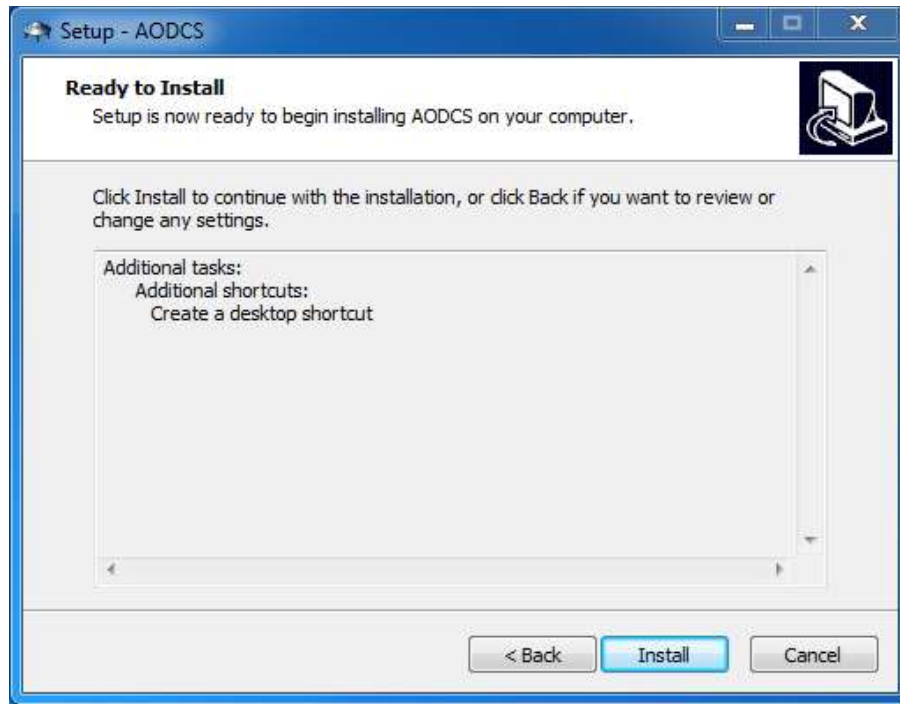 Setup - AODCS
Ready to Install
Setup is now ready to begin installing AODCS on your computer.
Click Install to continue with the installation, or click Back if you want to review or
change any settings.
Additional tasks:
Additional shortcuts:
Create a desktop shortcut
< Back
Install
Cancel